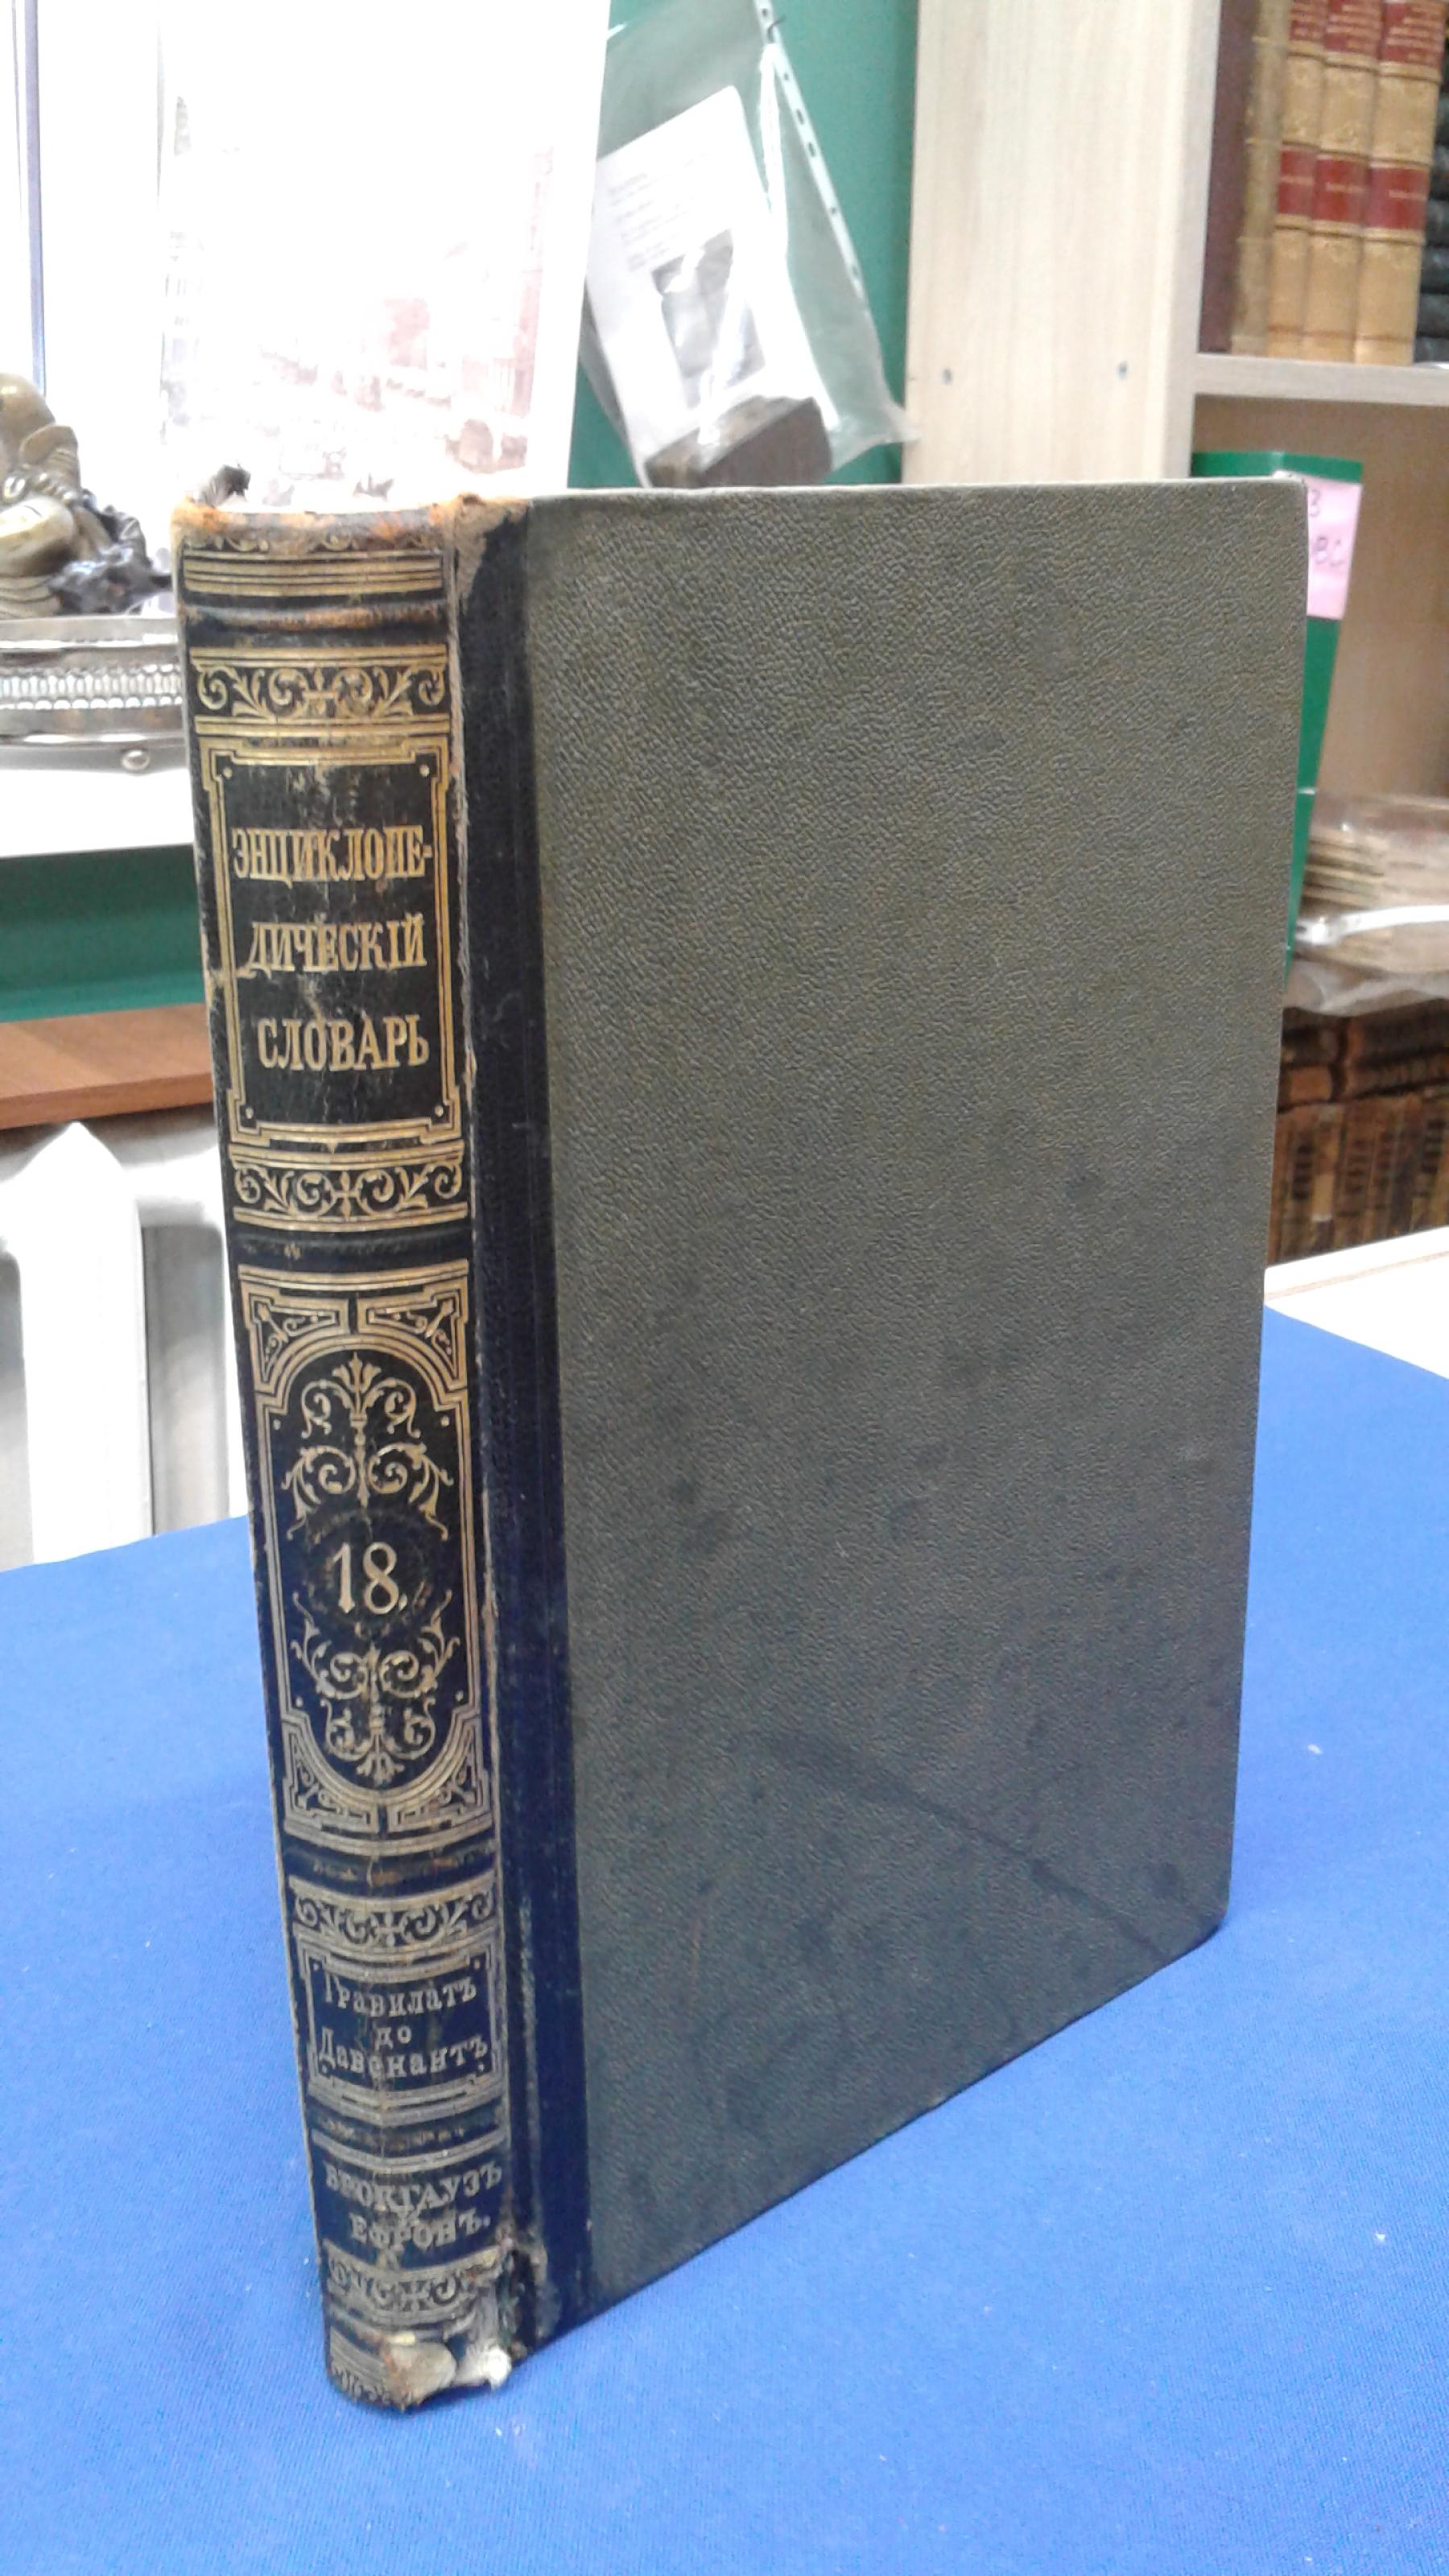 ЭНЦИКЛОПЕ-
ДИЧЕСКІЙ
СЛОВАРЬ
18.
Гравилатъ
до
Давенантъ
БРОКГАУЗЪ
ЕФРОНЪ.